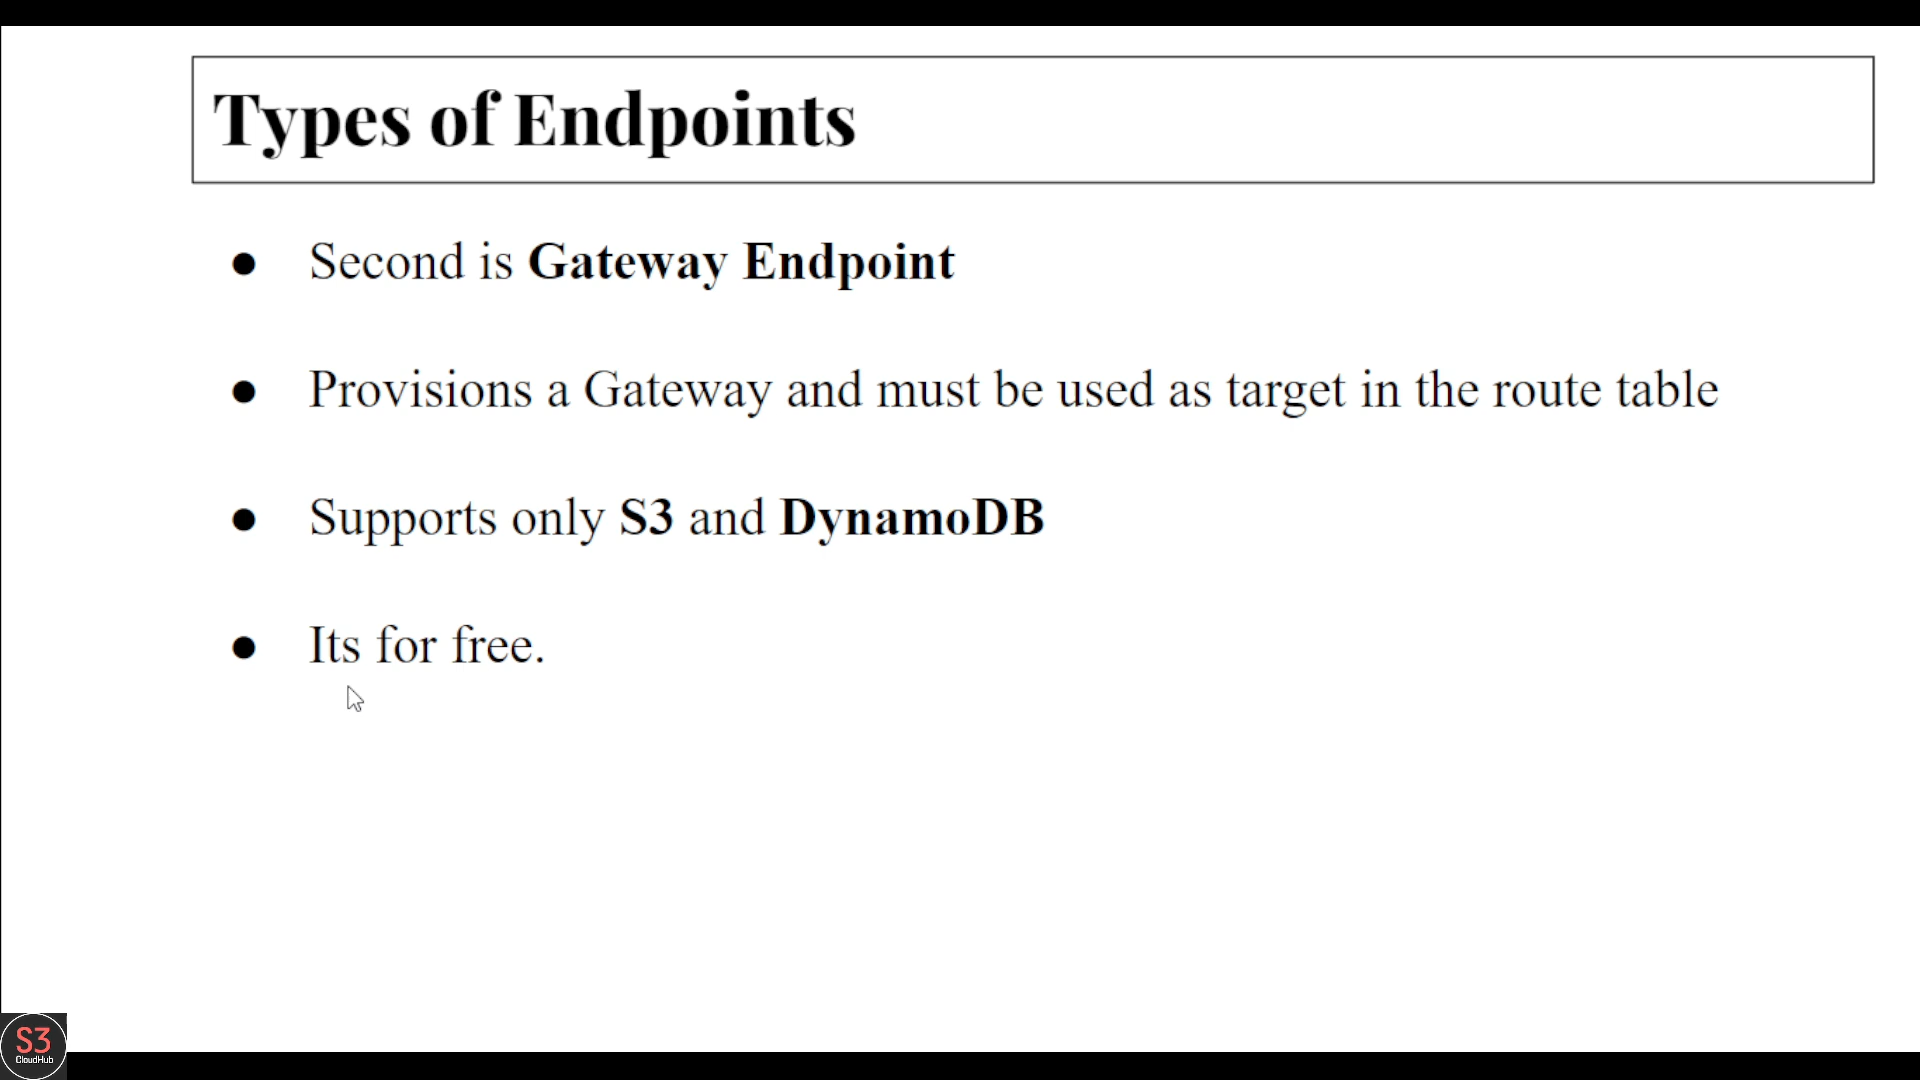 Types of Endpoints
● Second is Gateway Endpoint
● Provisions a Gateway and must be used as target in the route table
● Supports only S3 and DynamoDB
● Its for free.
S3
CloudHub